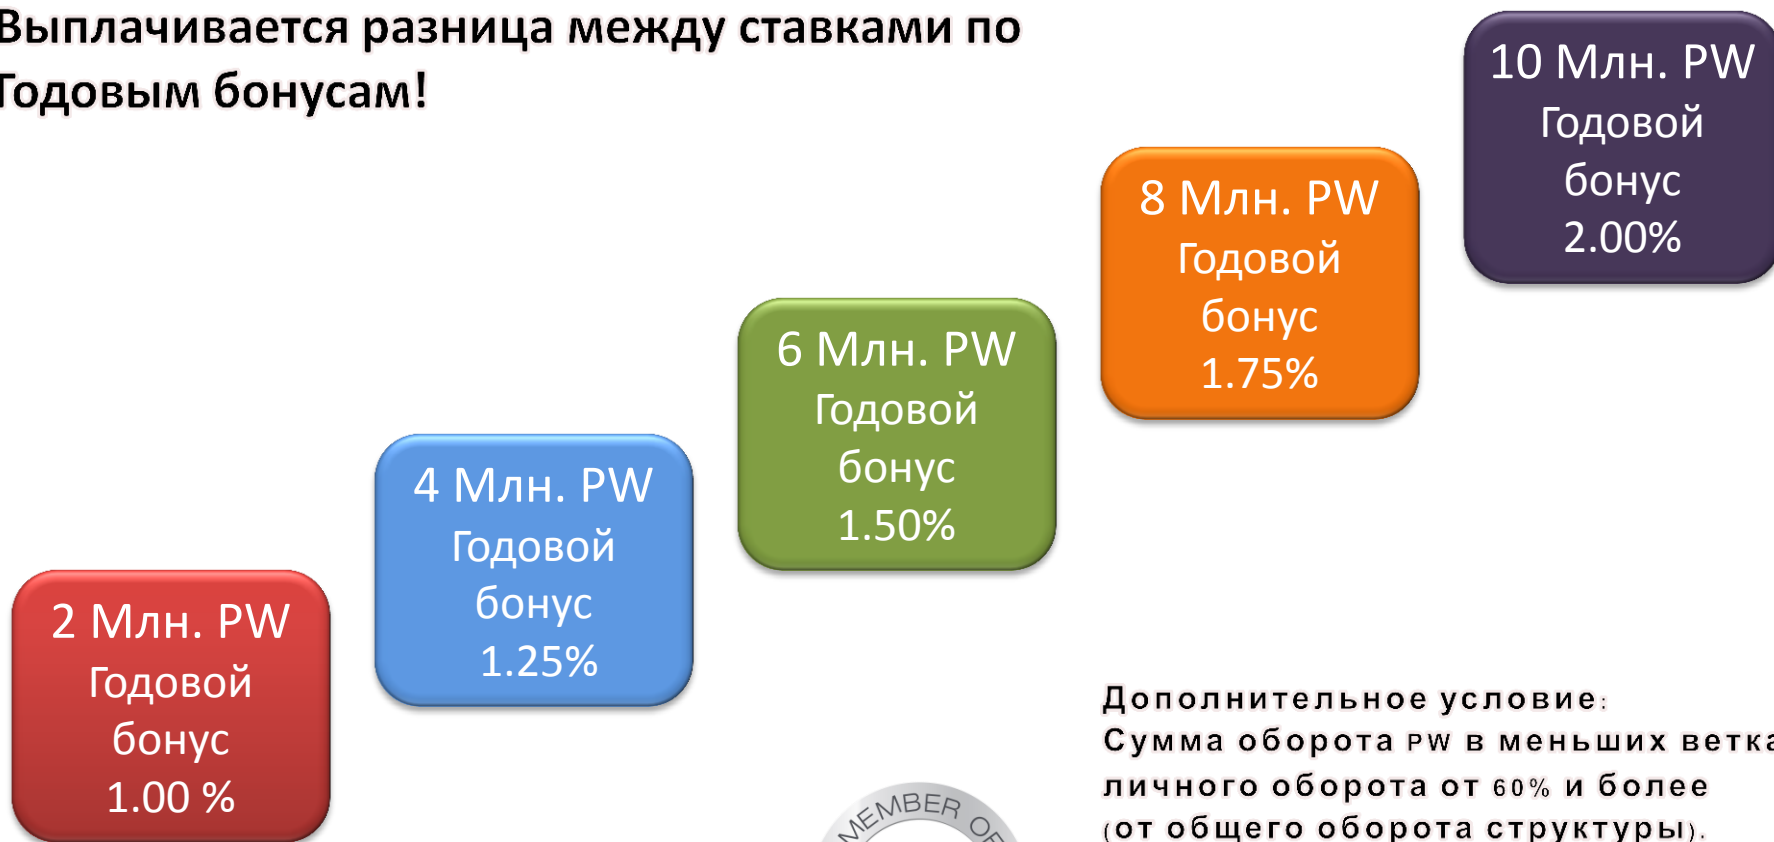 Выплачивается разница между ставками по
Годовым бонусам!
10 Млн. PW
Годовой
бонус
2.00%
8 Млн. PW
Годовой
бонус
1.75%
6 Млн. PW
Годовой
бонус
1.50%
4 Млн. PW
Годовой
бонус
1.25%
2 Млн. PW
Годовой
бонус
1.00 %
Дополнительное условие:
Сумма оборота PW в меньших ветка
личного оборота от 60% и более
(от общего оборота структуры).
MEMBER OF